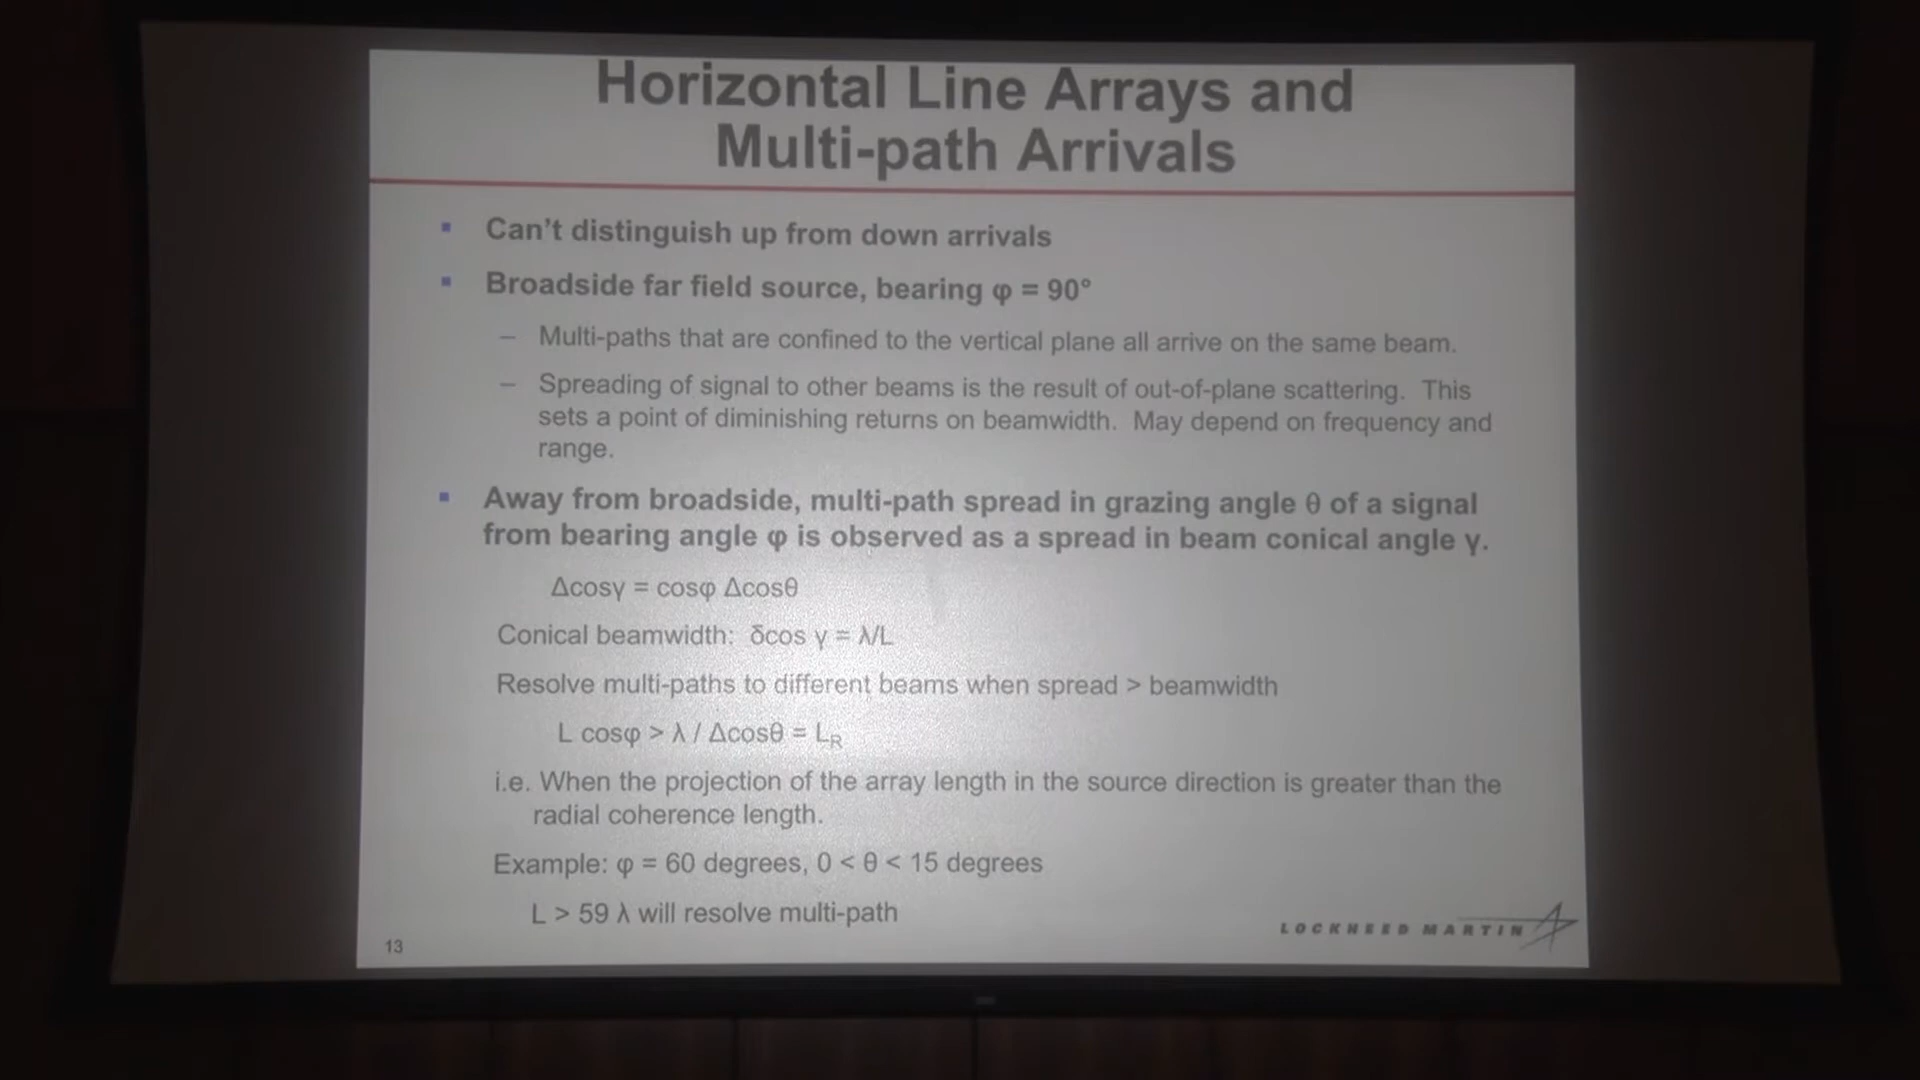 Horizontal Line Arrays and
Multi-path Arrivals
▪ Can't distinguish up from down arrivals
▪ Broadside far field source, bearing φ = 90°
– Multi-paths that are confined to the vertical plane all arrive on the same beam.
– Spreading of signal to other beams is the result of out-of-plane scattering. This
sets a point of diminishing returns on beamwidth. May depend on frequency and
range.
▪ Away from broadside, multi-path spread in grazing angle θ of a signal
from bearing angle φ is observed as a spread in beam conical angle γ.
Δcosγ = cosφ Δcosθ
Conical beamwidth: δcos γ = λ/L
Resolve multi-paths to different beams when spread > beamwidth
L cosφ > λ / Δcosθ = L_R
i.e. When the projection of the array length in the source direction is greater than the
radial coherence length.
Example: φ = 60 degrees, 0 < θ < 15 degrees
L > 59 λ will resolve multi-path
LOCKHEED MARTIN
13